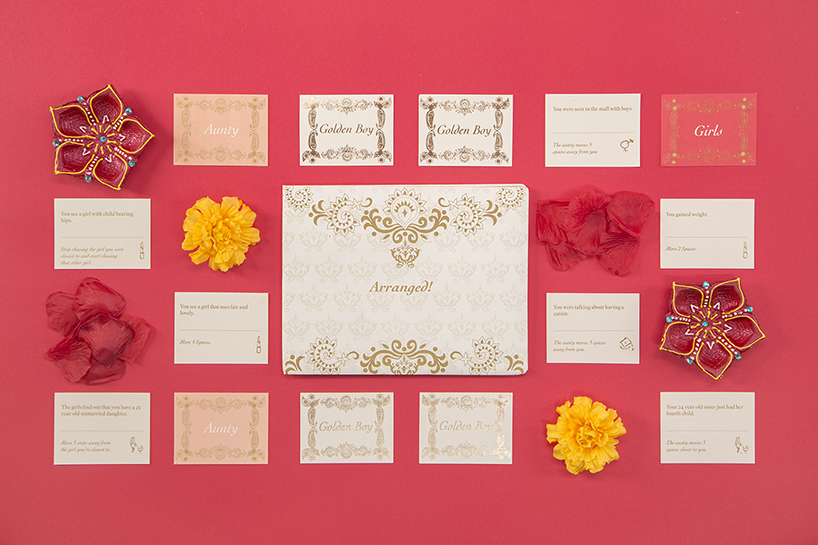 Aunty
Golden Boy
Golden Boy
You were seen in the mall with boys
The aunty moves 5
spaces away from you
Girls
You see a girl with child bearing
hips.
Stop chasing the girl you were
closest to and start chasing
that other girl.
Arranged!
You gained weight.
Move 2 Spaces
You see a girl that is fair and
lovely.
Move 4 Spaces.
You were talking about having a
career
The aunty moves 5 spaces
away from you.
The girls find out that you have a 25
year old unmarried daughter.
Move 5 steps away from
the girl you're closest to.
Aunty
Golden Boy
Golden Boy
Your 24 year old sister just had her
fourth child.
The aunty moves 3
spaces closer to you.